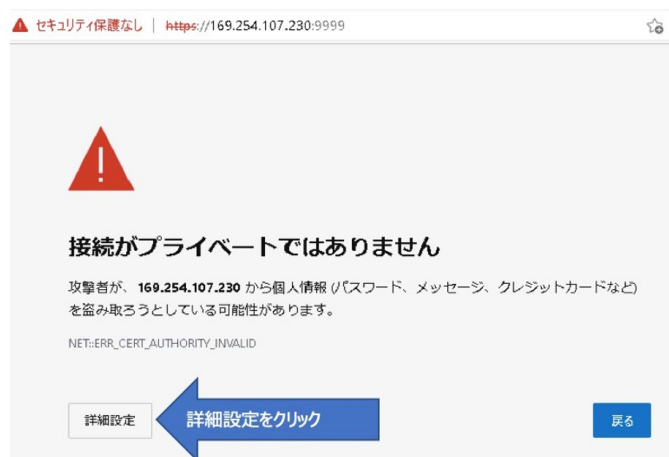 セキュリティ保護なし | https://169.254.107.230:9999
!
接続がプライベートではありません
攻撃者が、169.254.107.230 から個人情報 (パスワード、メッセージ、クレジットカードなど)
を盗み取ろうとしている可能性があります。
NET::ERR_CERT_AUTHORITY_INVALID
詳細設定 詳細設定をクリック 戻る